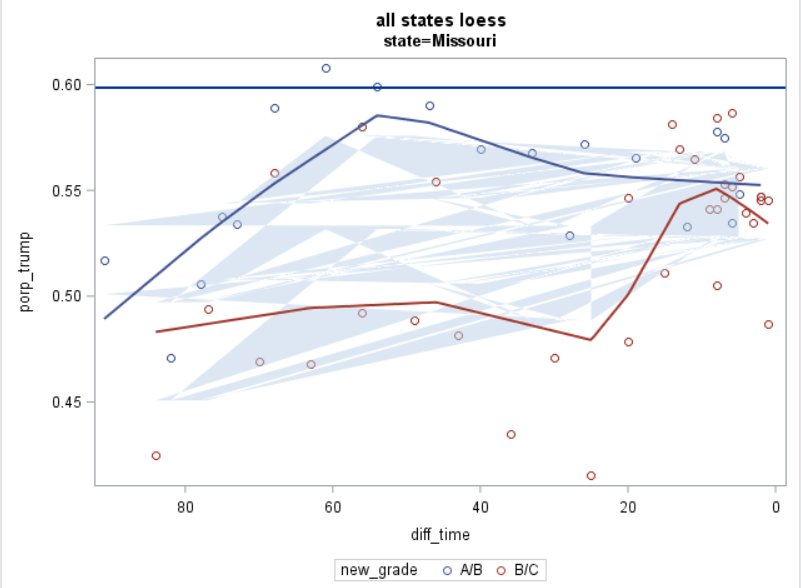 all states loess
state=Missouri
0.60
0.55
0.50
0.45
porp_trump
80 60 40 20 0
diff_time
new_grade A/B B/C